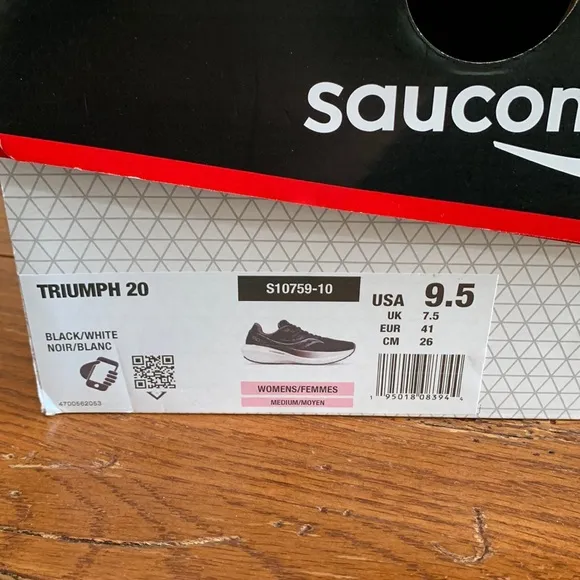 saucon
TRIUMPH 20
S10759-10
USA 9.5
UK 7.5
EUR 41
CM 26
BLACK/WHITE
NOIR/BLANC
WOMENS/FEMMES
MEDIUM/MOYEN
4700562053
1 95018 08394 4